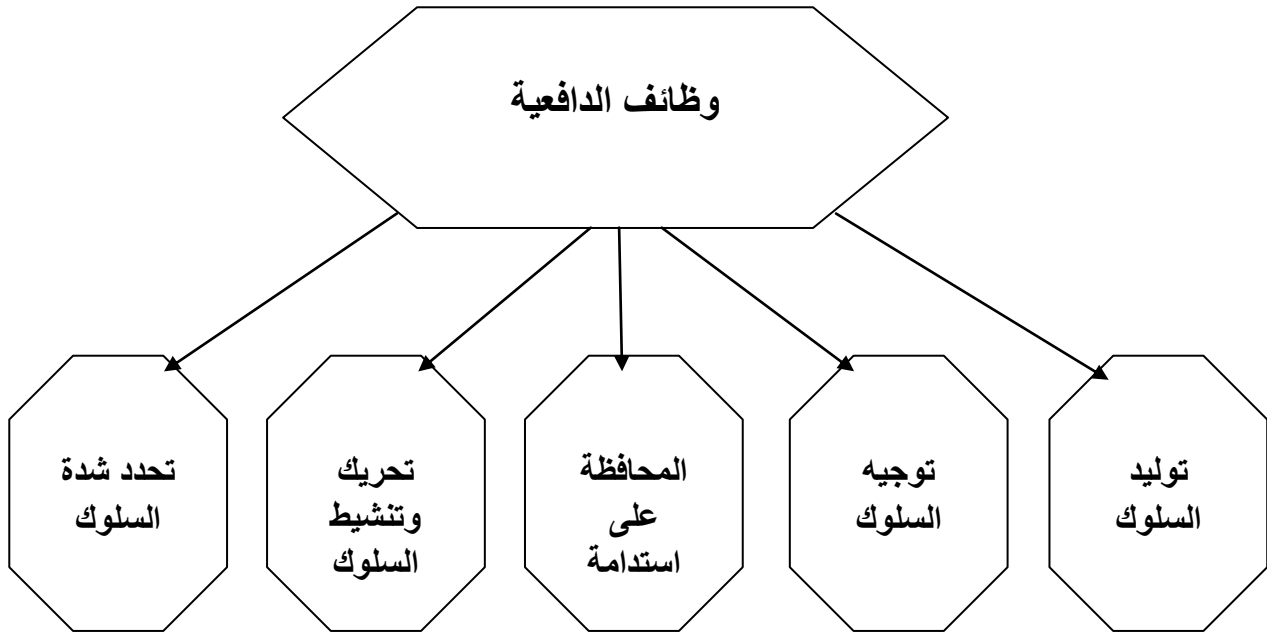 وظائف الدافعية
توليد
السلوك
توجيه
السلوك
المحافظة
على
استدامة
تحريك
وتنشيط
السلوك
تحدد شدة
السلوك